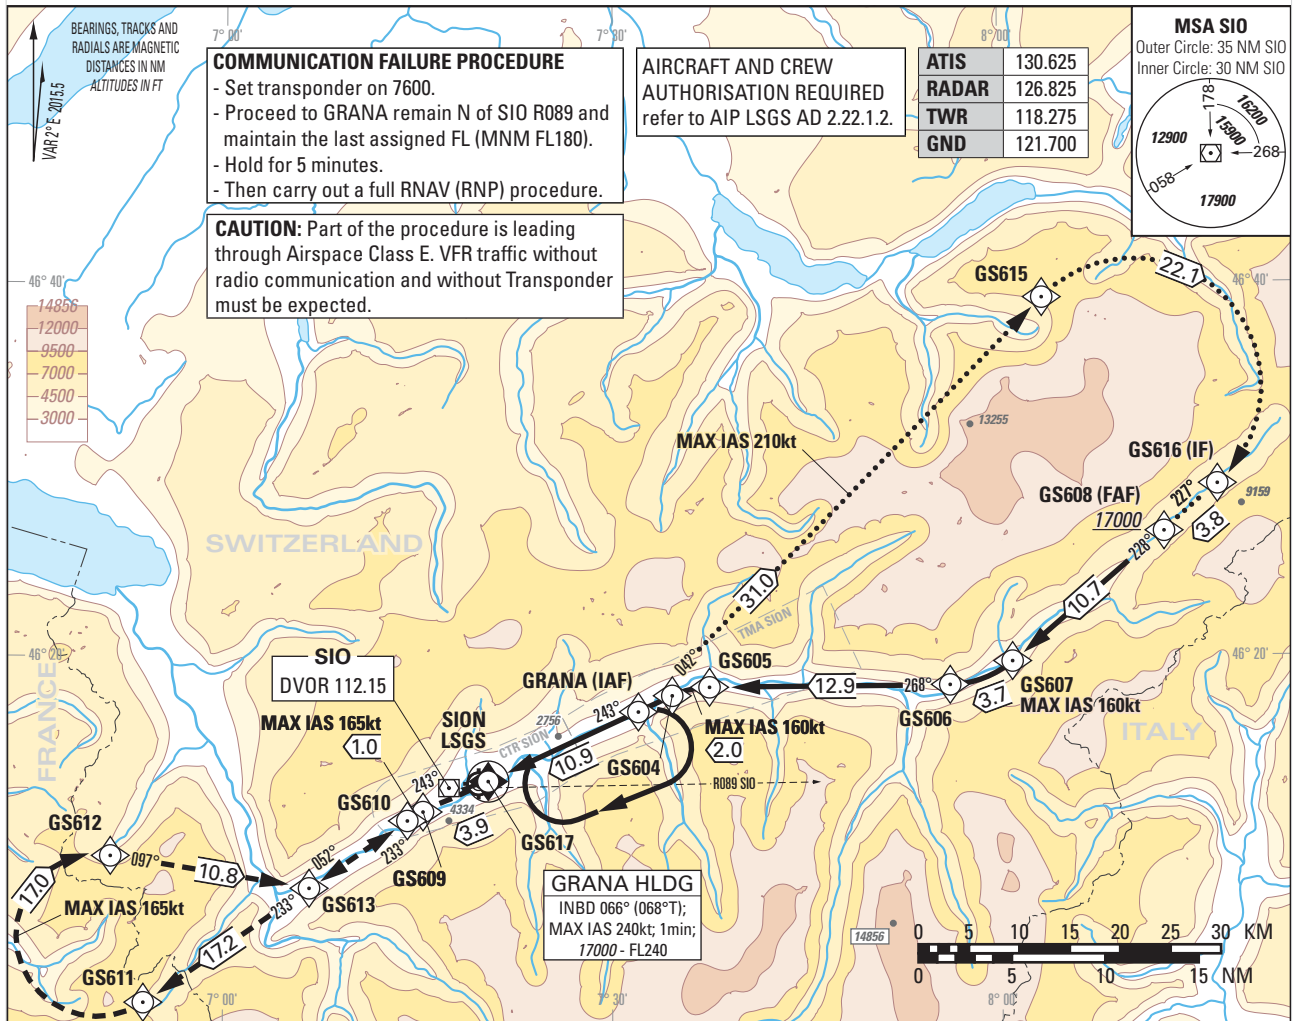 BEARINGS, TRACKS AND
RADIALS ARE MAGNETIC
DISTANCES IN NM
ALTITUDES IN FT
VAR 2° E 2015.5
7° 00'
7° 30'
8° 00'
COMMUNICATION FAILURE PROCEDURE
- Set transponder on 7600.
- Proceed to GRANA remain N of SIO R089 and
maintain the last assigned FL (MNM FL180).
- Hold for 5 minutes.
- Then carry out a full RNAV (RNP) procedure.
CAUTION: Part of the procedure is leading
through Airspace Class E. VFR traffic without
radio communication and without Transponder
must be expected.
AIRCRAFT AND CREW
AUTHORISATION REQUIRED
refer to AIP LSGS AD 2.22.1.2.
ATIS 130.625
RADAR 126.825
TWR 118.275
GND 121.700
MSA SIO
Outer Circle: 35 NM SIO
Inner Circle: 30 NM SIO
178
16200
15900
12900
268
058
17900
46° 40'
46° 40'
14856
12000
9500
7000
4500
3000
GS615
22.1
13255
MAX IAS 210kt
GS616 (IF)
227°
9159
GS608 (FAF)
17000
3.8
228°
10.7
SWITZERLAND
31.0
TMA SION
46° 20'
46° 20'
FRANCE
ITALY
SIO
DVOR 112.15
042°
GS605
GRANA (IAF)
12.9
268°
GS607
3.7
MAX IAS 160kt
GS606
243°
MAX IAS 160kt
2.0
MAX IAS 165kt
1.0
SION
LSGS
2756
CTR SION
10.9
GS604
R089 SIO
243°
GS610
4334
3.9
GS617
233°
GS609
052°
GS612
097°
10.8
17.0
MAX IAS 165kt
GS613
233°
17.2
GS611
GRANA HLDG
INBD 066° (068°T);
MAX IAS 240kt; 1min;
17000 - FL240
14856
0 5 10 15 20 25 30 KM
0 5 10 15 NM
7° 00'
7° 30'
8° 00'